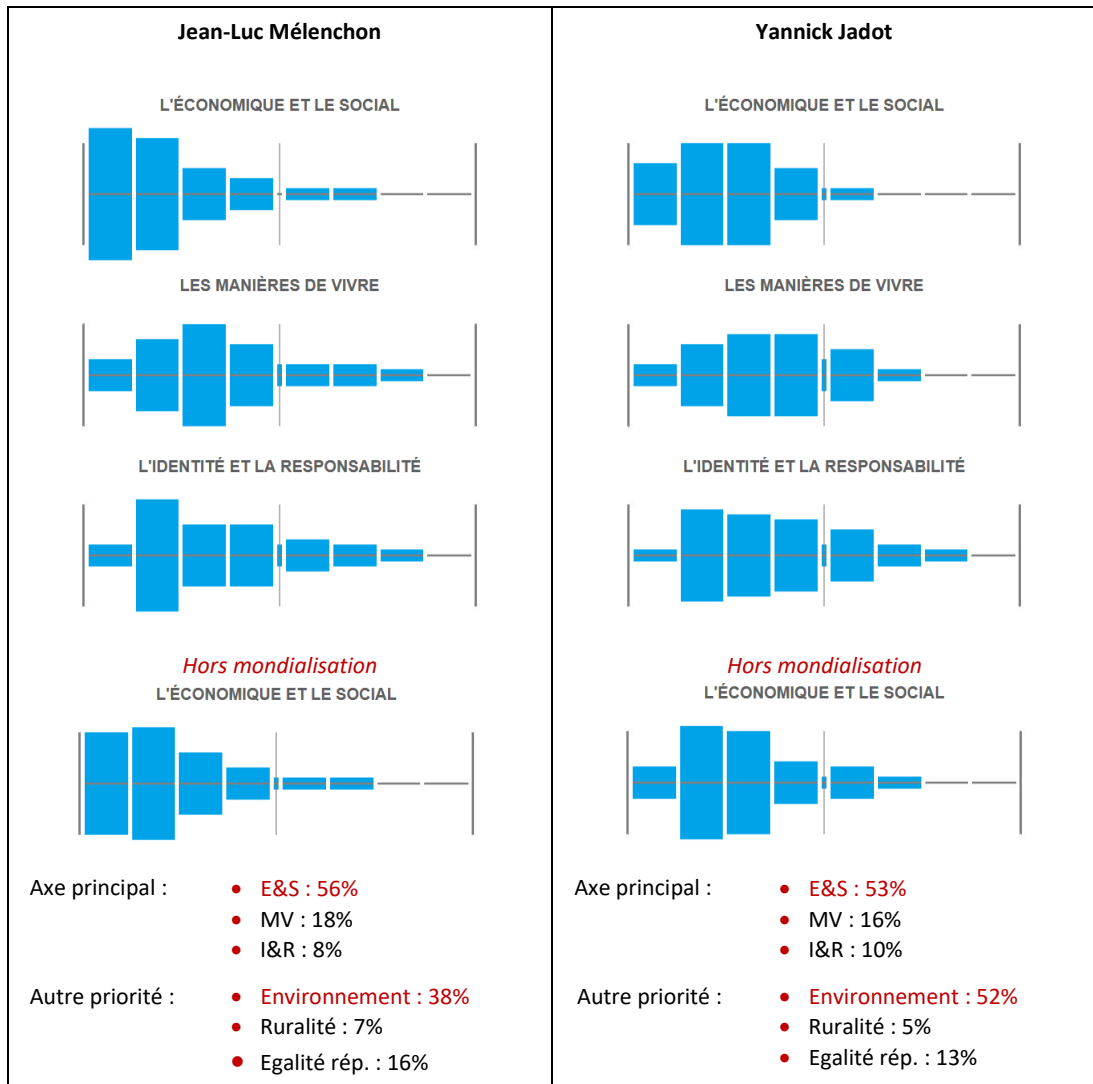 Jean-Luc Mélenchon
L'ÉCONOMIQUE ET LE SOCIAL
LES MANIÈRES DE VIVRE
L'IDENTITÉ ET LA RESPONSABILITÉ
Hors mondialisation
L'ÉCONOMIQUE ET LE SOCIAL
Axe principal :
• E&S : 56%
• MV : 18%
• I&R : 8%
Autre priorité :
• Environnement : 38%
• Ruralité : 7%
• Egalité rép. : 16%
Yannick Jadot
L'ÉCONOMIQUE ET LE SOCIAL
LES MANIÈRES DE VIVRE
L'IDENTITÉ ET LA RESPONSABILITÉ
Hors mondialisation
L'ÉCONOMIQUE ET LE SOCIAL
Axe principal :
• E&S : 53%
• MV : 16%
• I&R : 10%
Autre priorité :
• Environnement : 52%
• Ruralité : 5%
• Egalité rép. : 13%